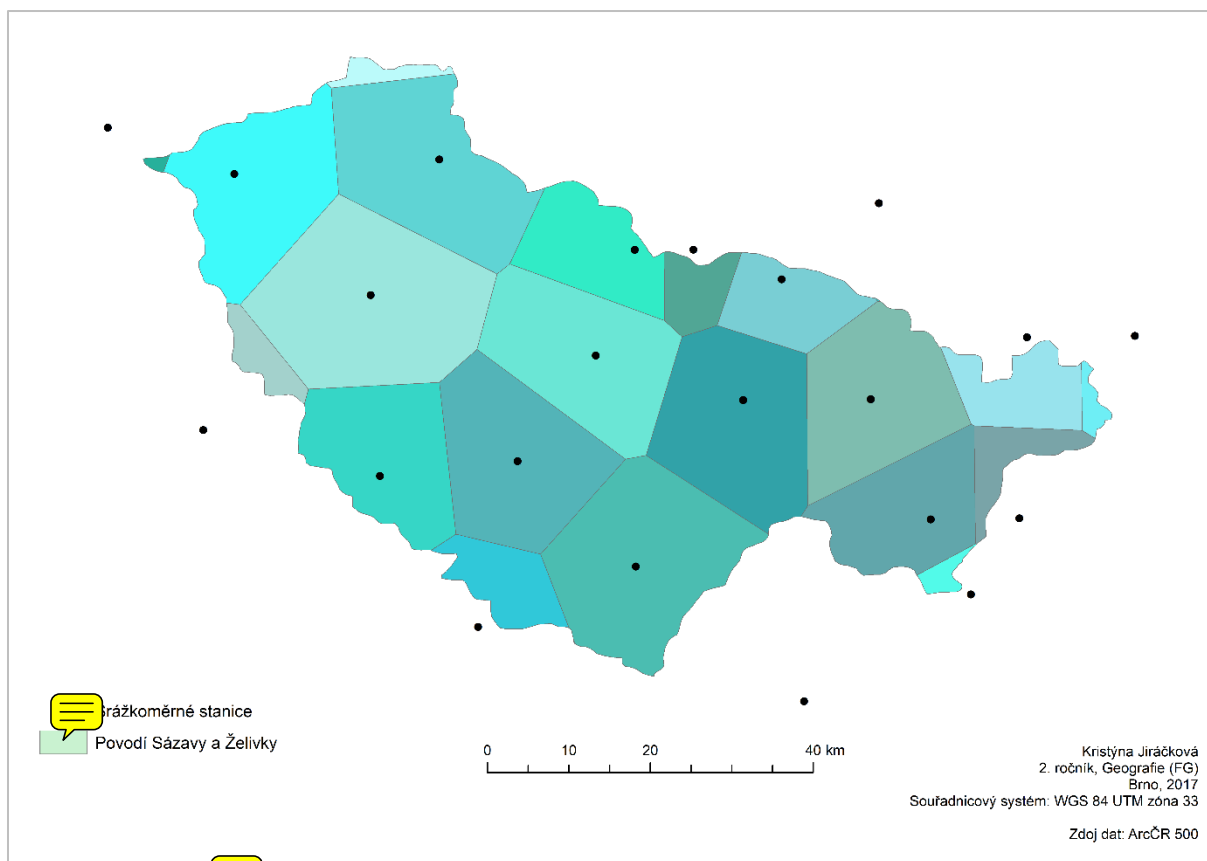 Srážkoměrné stanice
Povodí Sázavy a Želivky
0 10 20 40 km
Kristýna Jiráčková
2. ročník, Geografie (FG)
Brno, 2017
Souřadnicový systém: WGS 84 UTM zóna 33
Zdoj dat: ArcČR 500